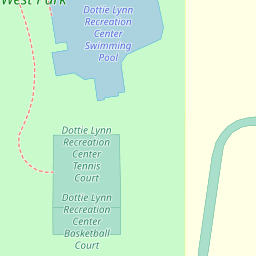 West Park
Dottie Lynn
Recreation
Center
Swimming
Pool
Dottie Lynn
Recreation
Center
Tennis
Court
Dottie Lynn
Recreation
Center
Basketball
Court